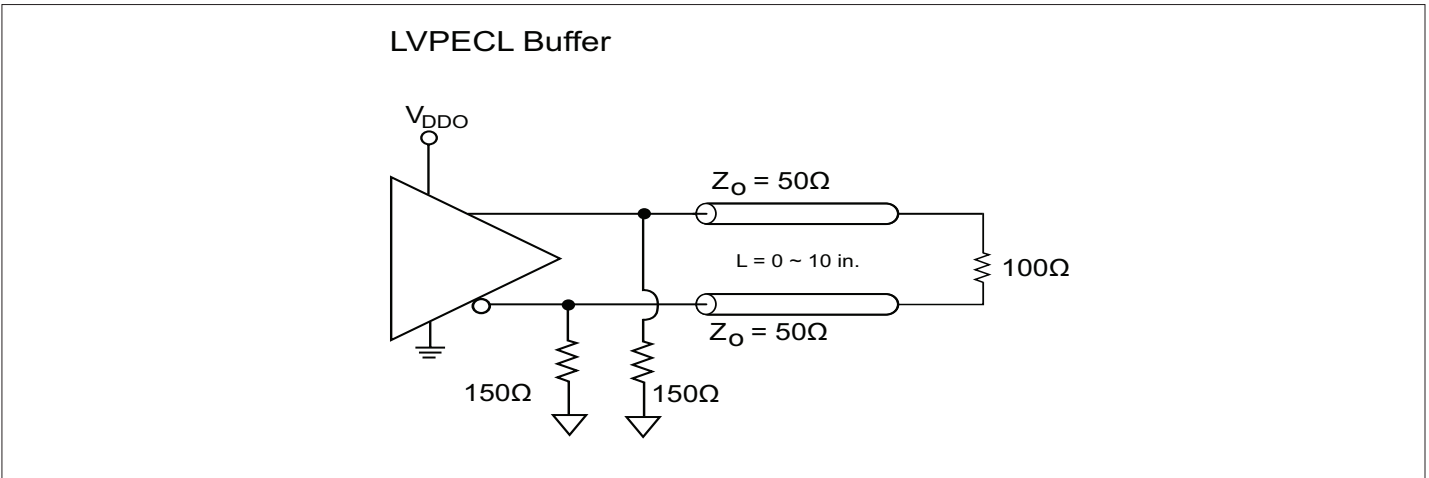 LVPECL Buffer
VDDO
Zo = 50Ω
L = 0 ~ 10 in.
100Ω
Zo = 50Ω
150Ω
150Ω